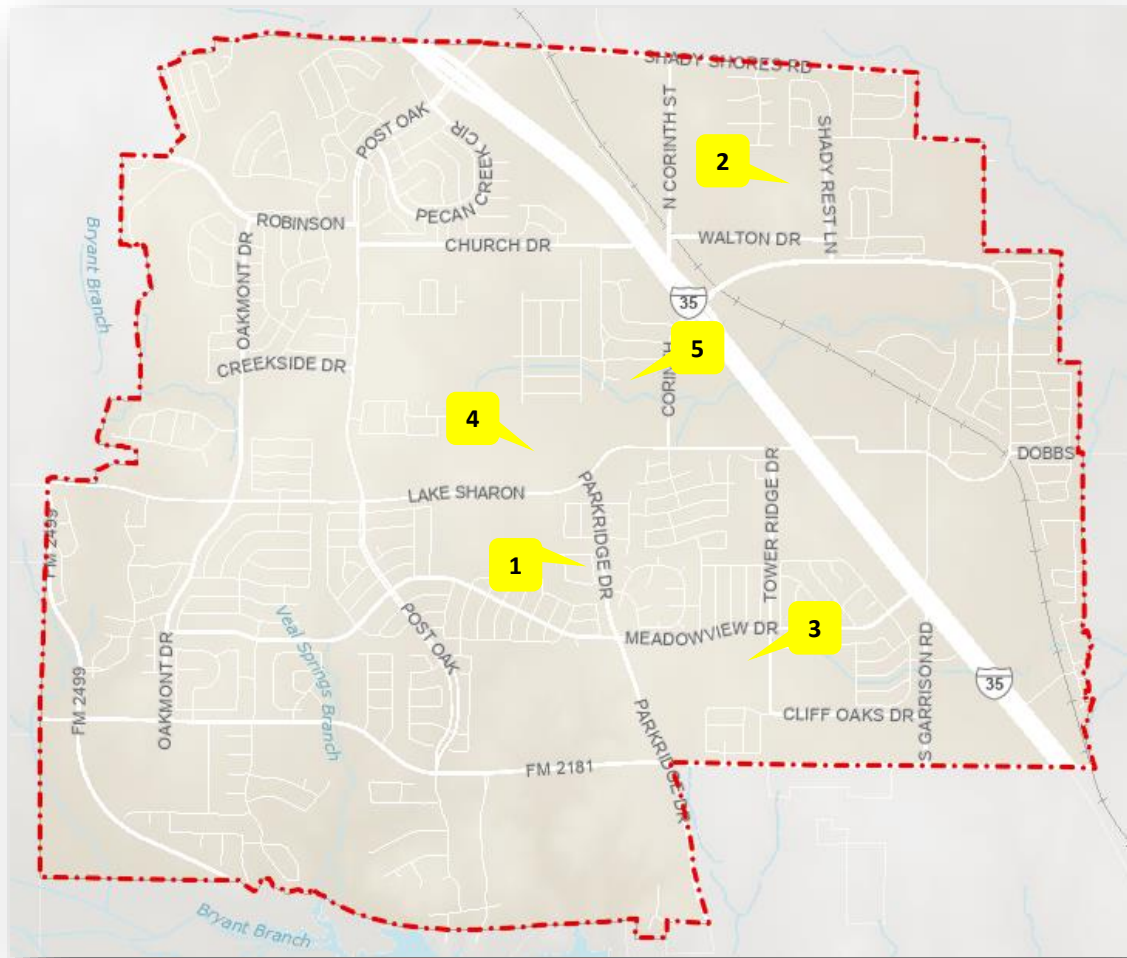 SHADY SHORES RD
POST OAK
N CORINTH ST
SHADY REST LN
2
PECAN CREEK CIR
ROBINSON
CHURCH DR
WALTON DR
Bryant Branch
OAKMONT DR
35
5
CREEKSIDE DR
4
DOBBS
LAKE SHARON
PARKRIDGE DR
TOWER RIDGE DR
FM 2499
1
POST OAK
MEADOWVIEW DR
3
Veal Springs Branch
OAKMONT DR
FM 2499
S GARRISON RD
35
CLIFF OAKS DR
PARKRIDGE DR
FM 2181
Bryant Branch